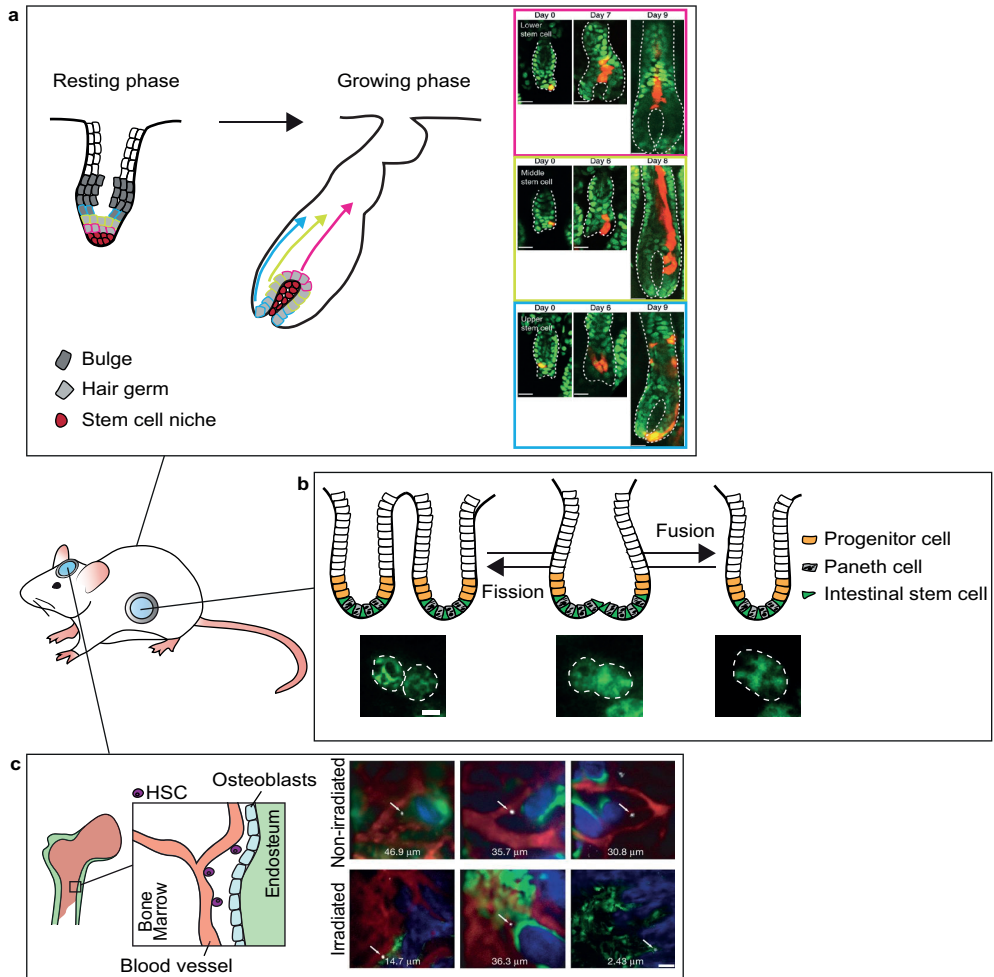 a
Resting phase
Growing phase
Bulge
Hair germ
Stem cell niche
Day 0
Day 7
Day 9
Lower
stem cell
Day 0
Day 6
Day 8
Middle
stem cell
Day 0
Day 6
Day 9
Upper
stem cell
b
Fusion
Fission
Progenitor cell
Paneth cell
Intestinal stem cell
c
HSC
Osteoblasts
Bone
Marrow
Endosteum
Blood vessel
Non-irradiated
46.9 µm
35.7 µm
30.8 µm
Irradiated
14.7 µm
36.3 µm
2.43 µm